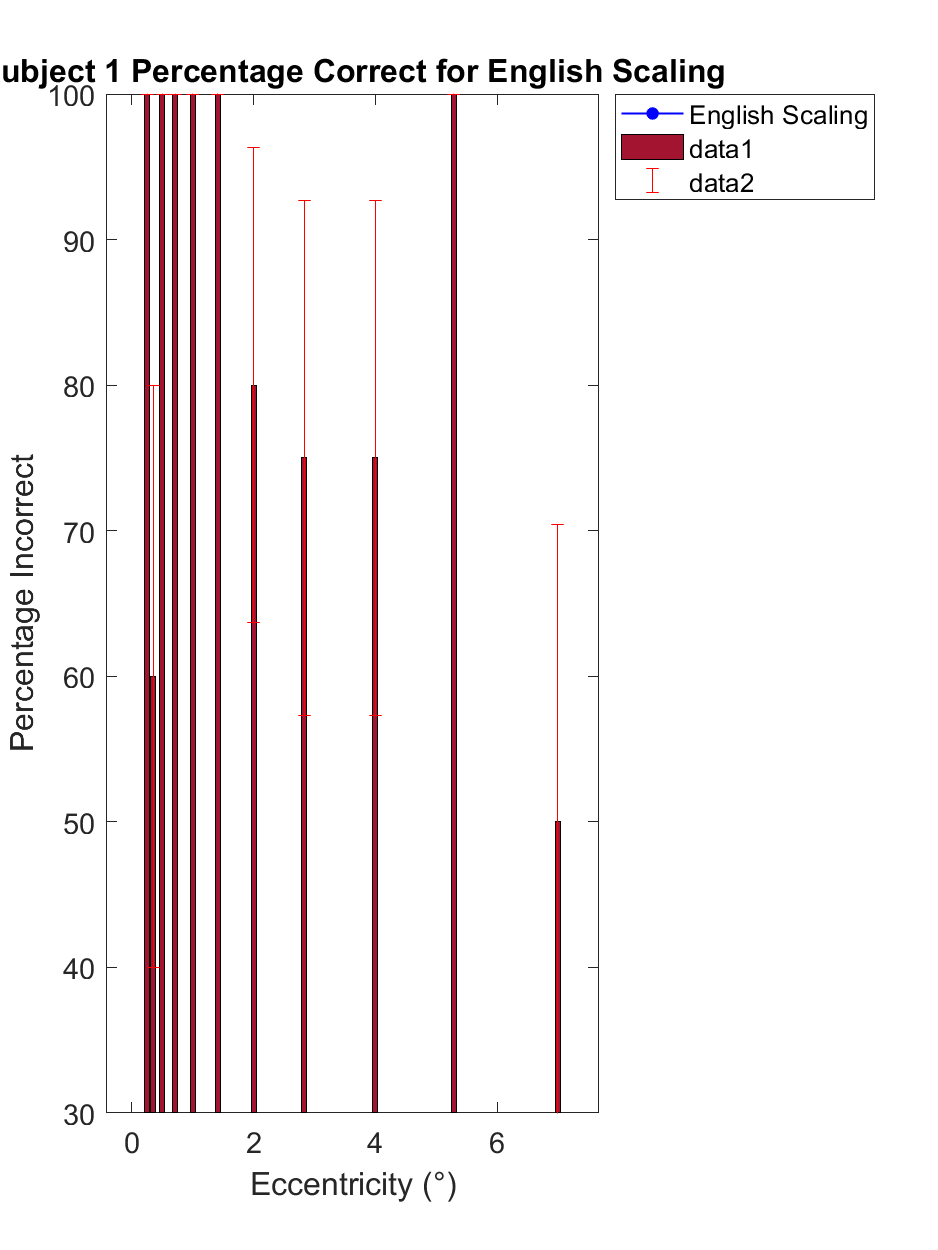 ubject 1 Percentage Correct for English Scaling
100
90
80
70
60
50
40
30
Percentage Incorrect
0 2 4 6
Eccentricity (°)
English Scaling
data1
data2